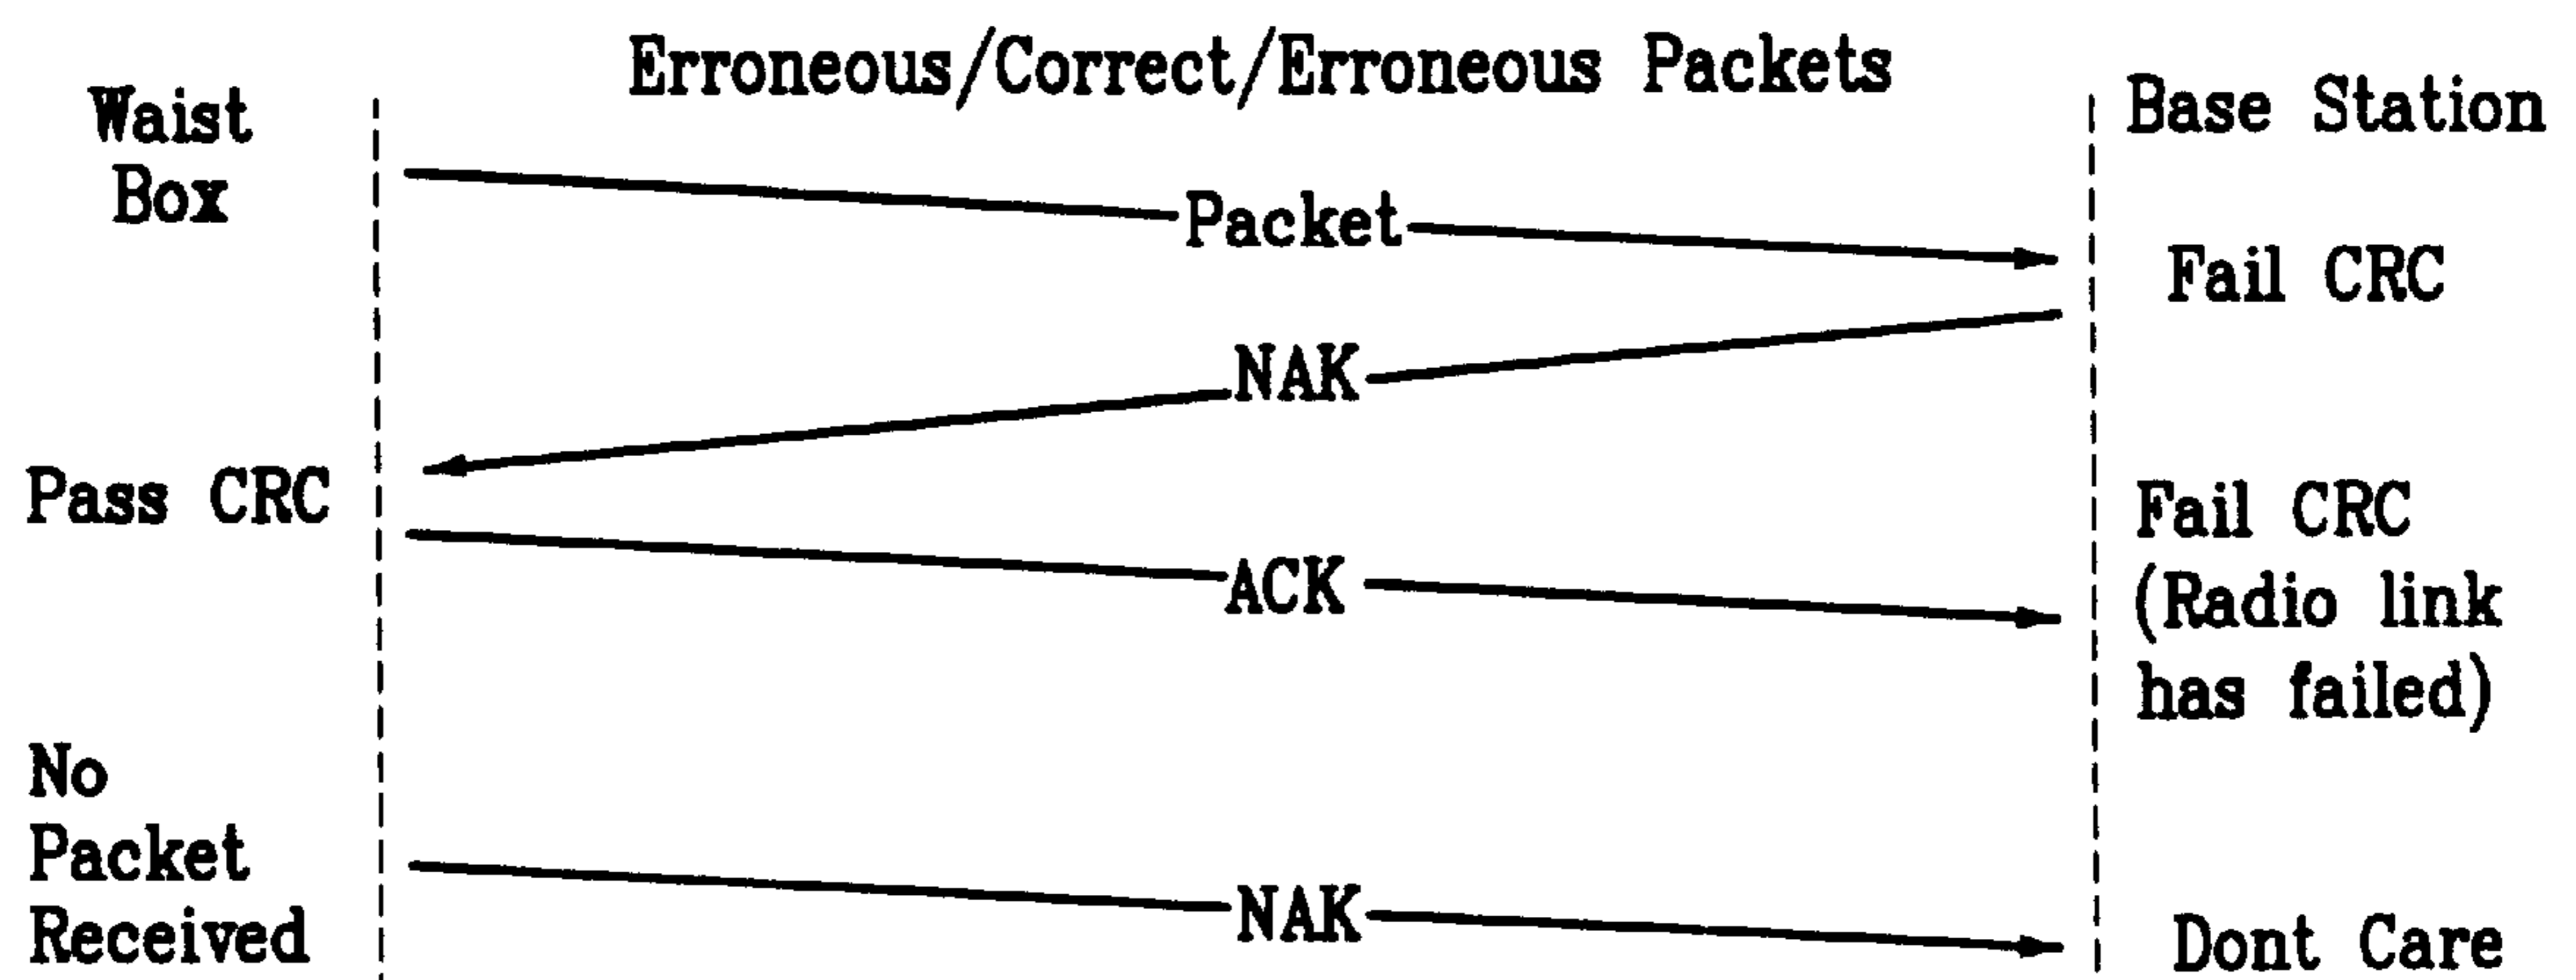 Erroneous/Correct/Erroneous Packets
Waist
Box
Base Station
Packet
Fail CRC
NAK
Pass CRC
Fail CRC
(Radio link
has failed)
ACK
No
Packet
Received
NAK
Dont Care